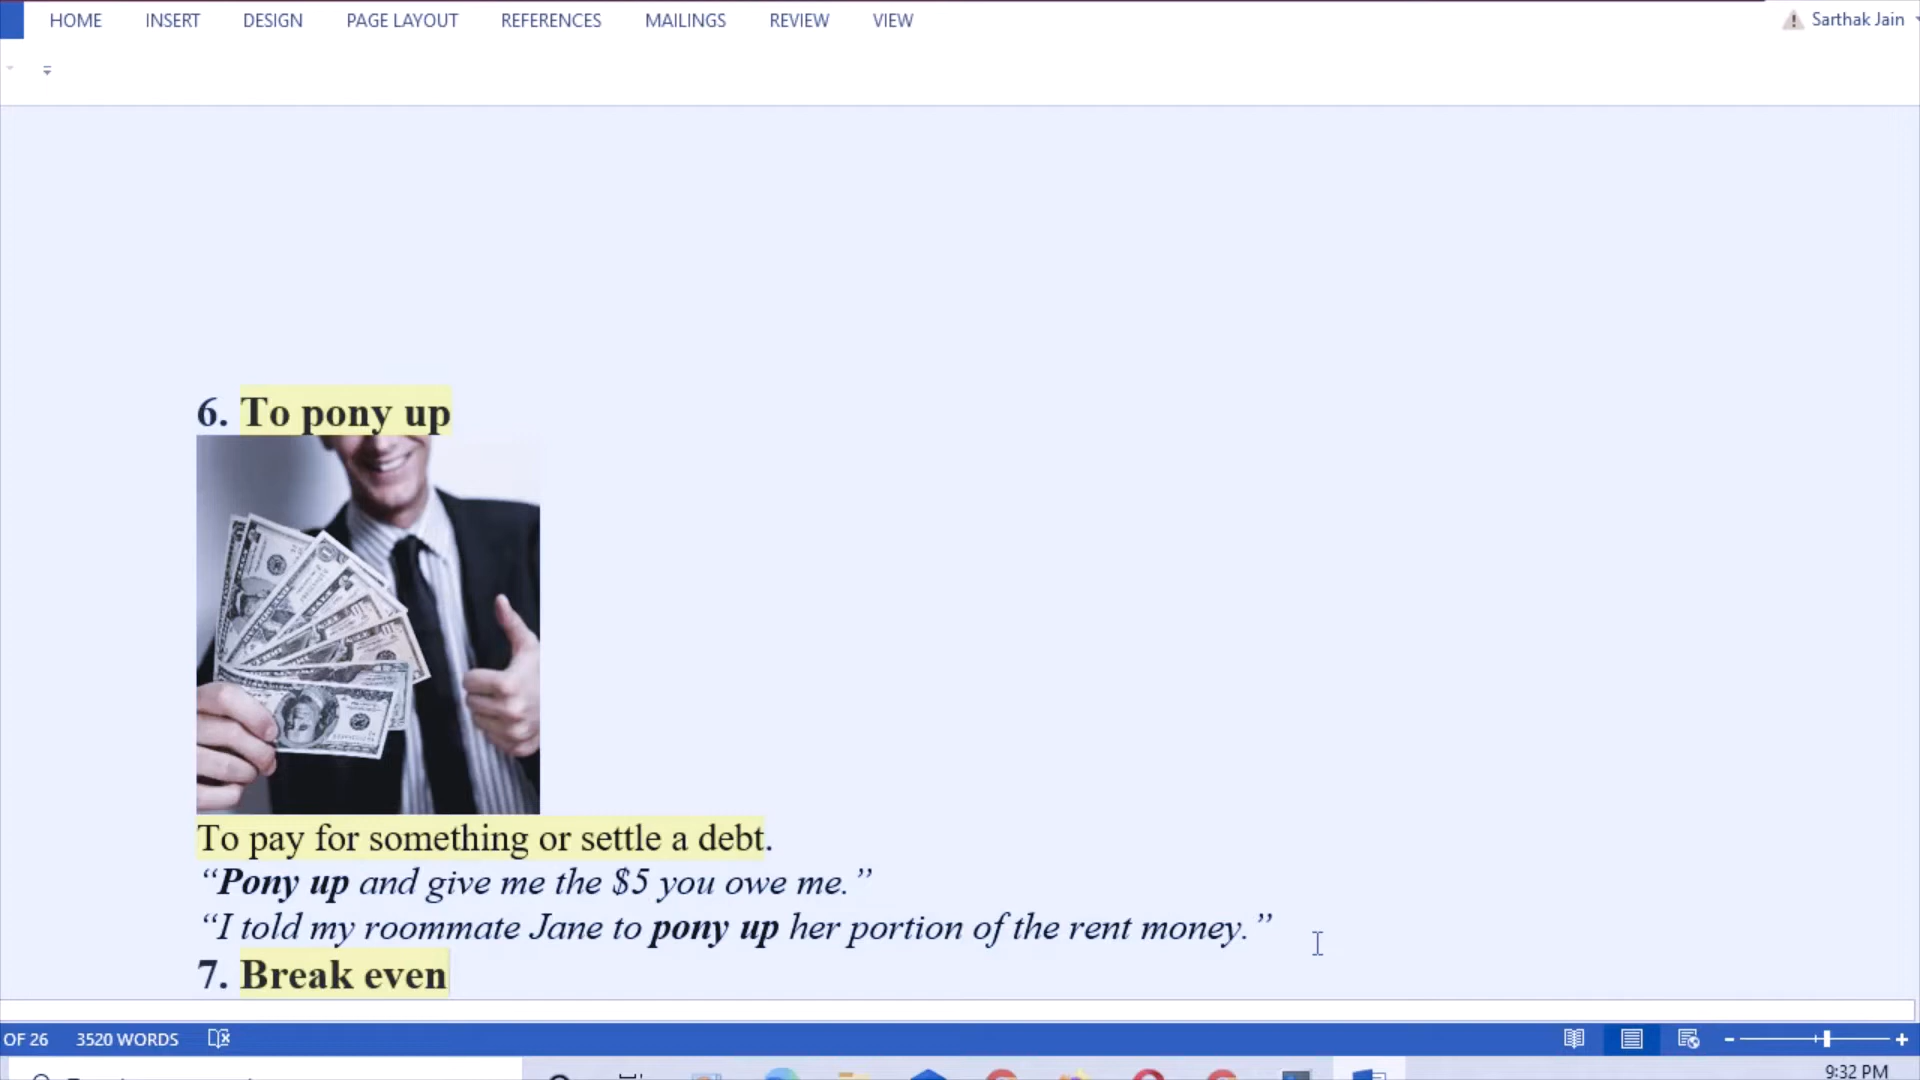 HOME INSERT DESIGN PAGE LAYOUT REFERENCES MAILINGS REVIEW VIEW Sarthak Jain
6. To pony up
To pay for something or settle a debt.
“Pony up and give me the $5 you owe me.”
“I told my roommate Jane to pony up her portion of the rent money.”
7. Break even
OF 26 3520 WORDS
9:32 PM